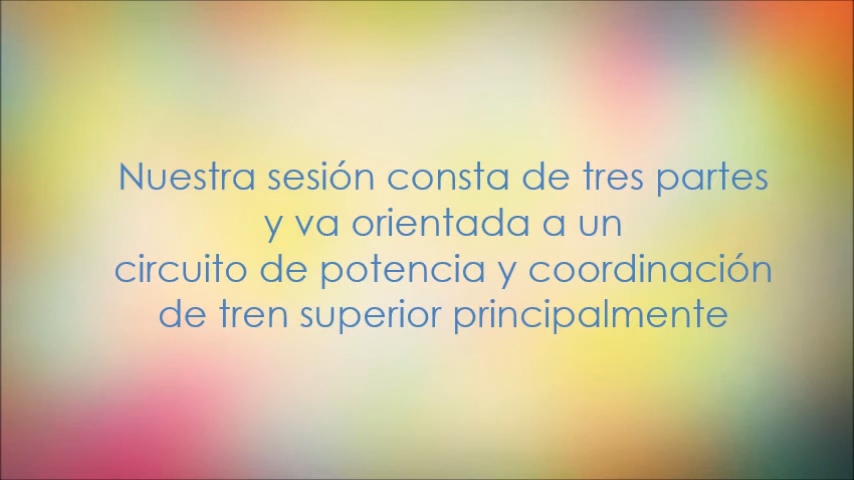 Nuestra sesión consta de tres partes
y va orientada a un
circuito de potencia y coordinación
de tren superior principalmente